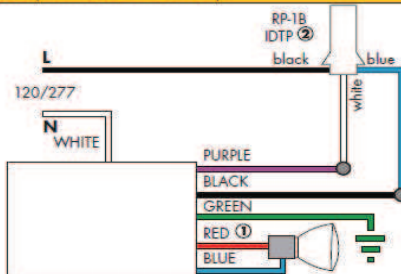 RP-1B
IDTP ②
L
black
blue
120/277
white
N
WHITE
PURPLE
BLACK
GREEN
RED ①
BLUE